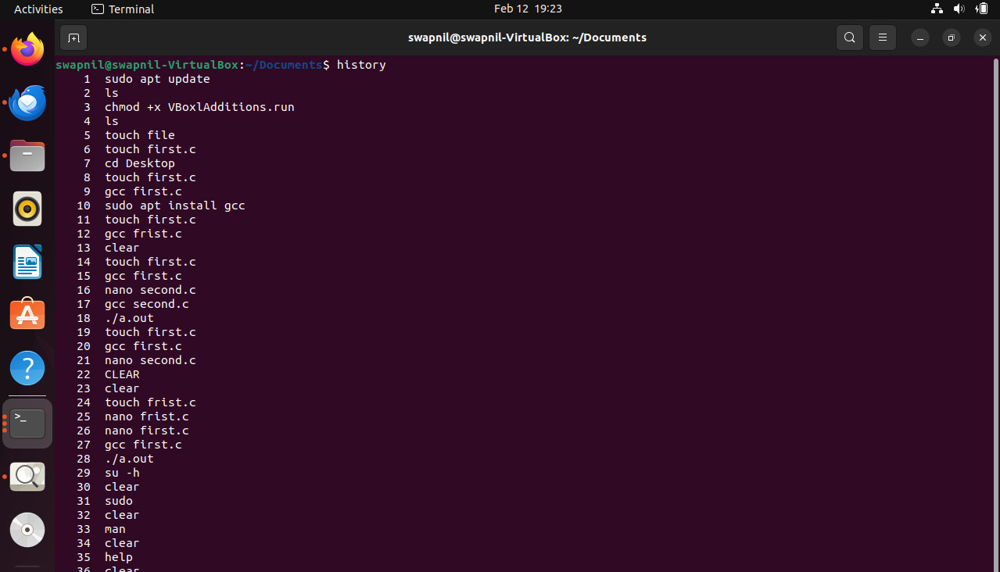 Activities Terminal Feb 12 19:23
swapnil@swapnil-VirtualBox: ~/Documents
swapnil@swapnil-VirtualBox:~/Documents$ history
1 sudo apt update
2 ls
3 chmod +x VBoxlAdditions.run
4 ls
5 touch file
6 touch first.c
7 cd Desktop
8 touch first.c
9 gcc first.c
10 sudo apt install gcc
11 touch first.c
12 gcc frist.c
13 clear
14 touch first.c
15 gcc first.c
16 nano second.c
17 gcc second.c
18 ./a.out
19 touch first.c
20 gcc first.c
21 nano second.c
22 CLEAR
23 clear
24 touch frist.c
25 nano frist.c
26 nano first.c
27 gcc first.c
28 ./a.out
29 su -h
30 clear
31 sudo
32 clear
33 man
34 clear
35 help
36 clear